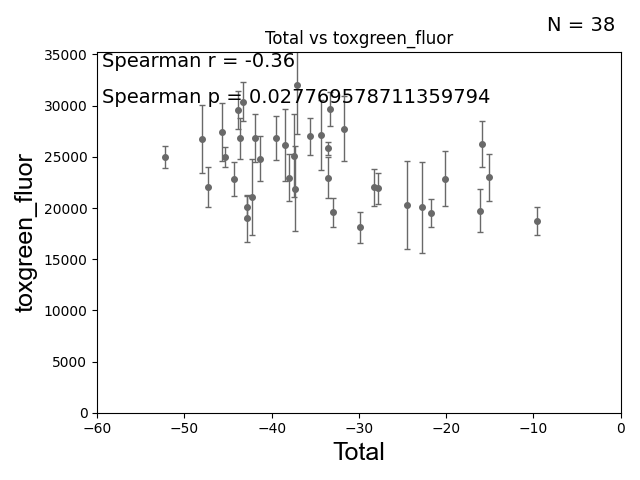 N = 38
Total vs toxgreen_fluor
Spearman r = -0.36
Spearman p = 0.027769578711359794
35000
30000
25000
20000
15000
10000
5000
0
toxgreen_fluor
−60 −50 −40 −30 −20 −10 0
Total